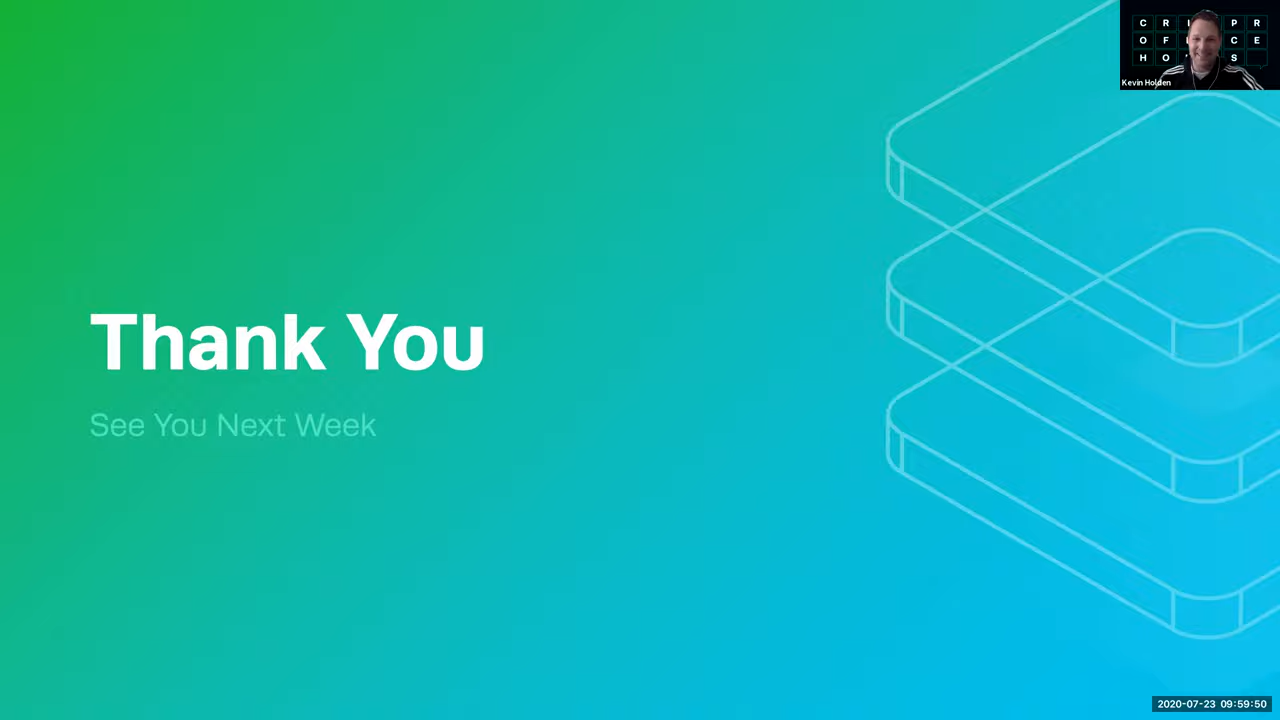 C R I P R
O F C E
H O S
Kevin Holden
Thank You
See You Next Week
2020-07-23 09:59:50